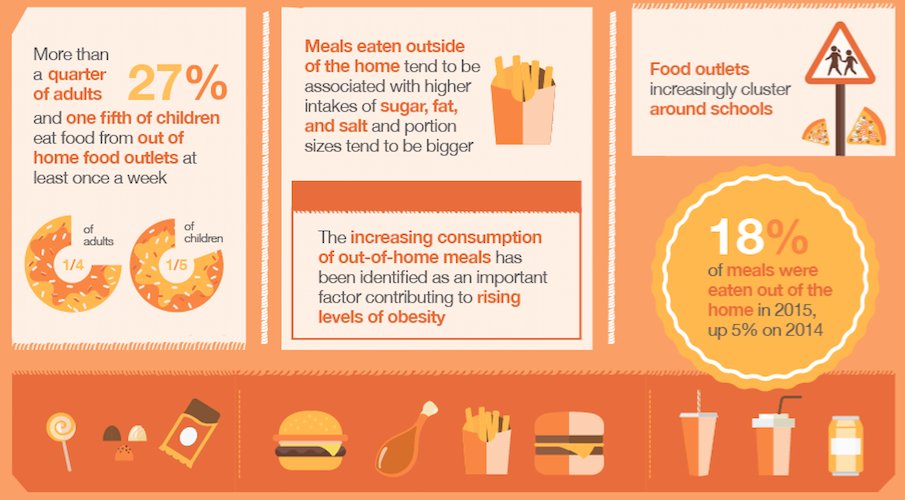 More than
a quarter
of adults
27%
and one fifth of children
eat food from out of
home food outlets at
least once a week
of
adults
1/4
of
children
1/5
Meals eaten outside
of the home tend to be
associated with higher
intakes of sugar, fat,
and salt and portion
sizes tend to be bigger
The increasing consumption
of out-of-home meals has
been identified as an important
factor contributing to rising
levels of obesity
Food outlets
increasingly cluster
around schools
18%
of meals were
eaten out of the
home in 2015,
up 5% on 2014